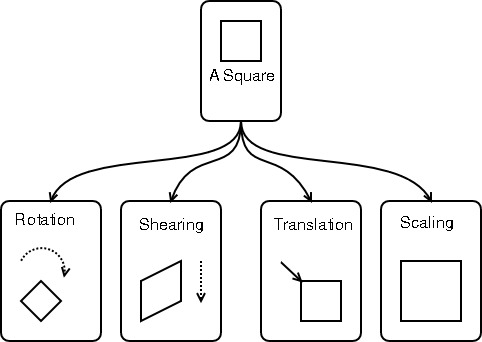 A Square
Rotation
Shearing
Translation
Scaling